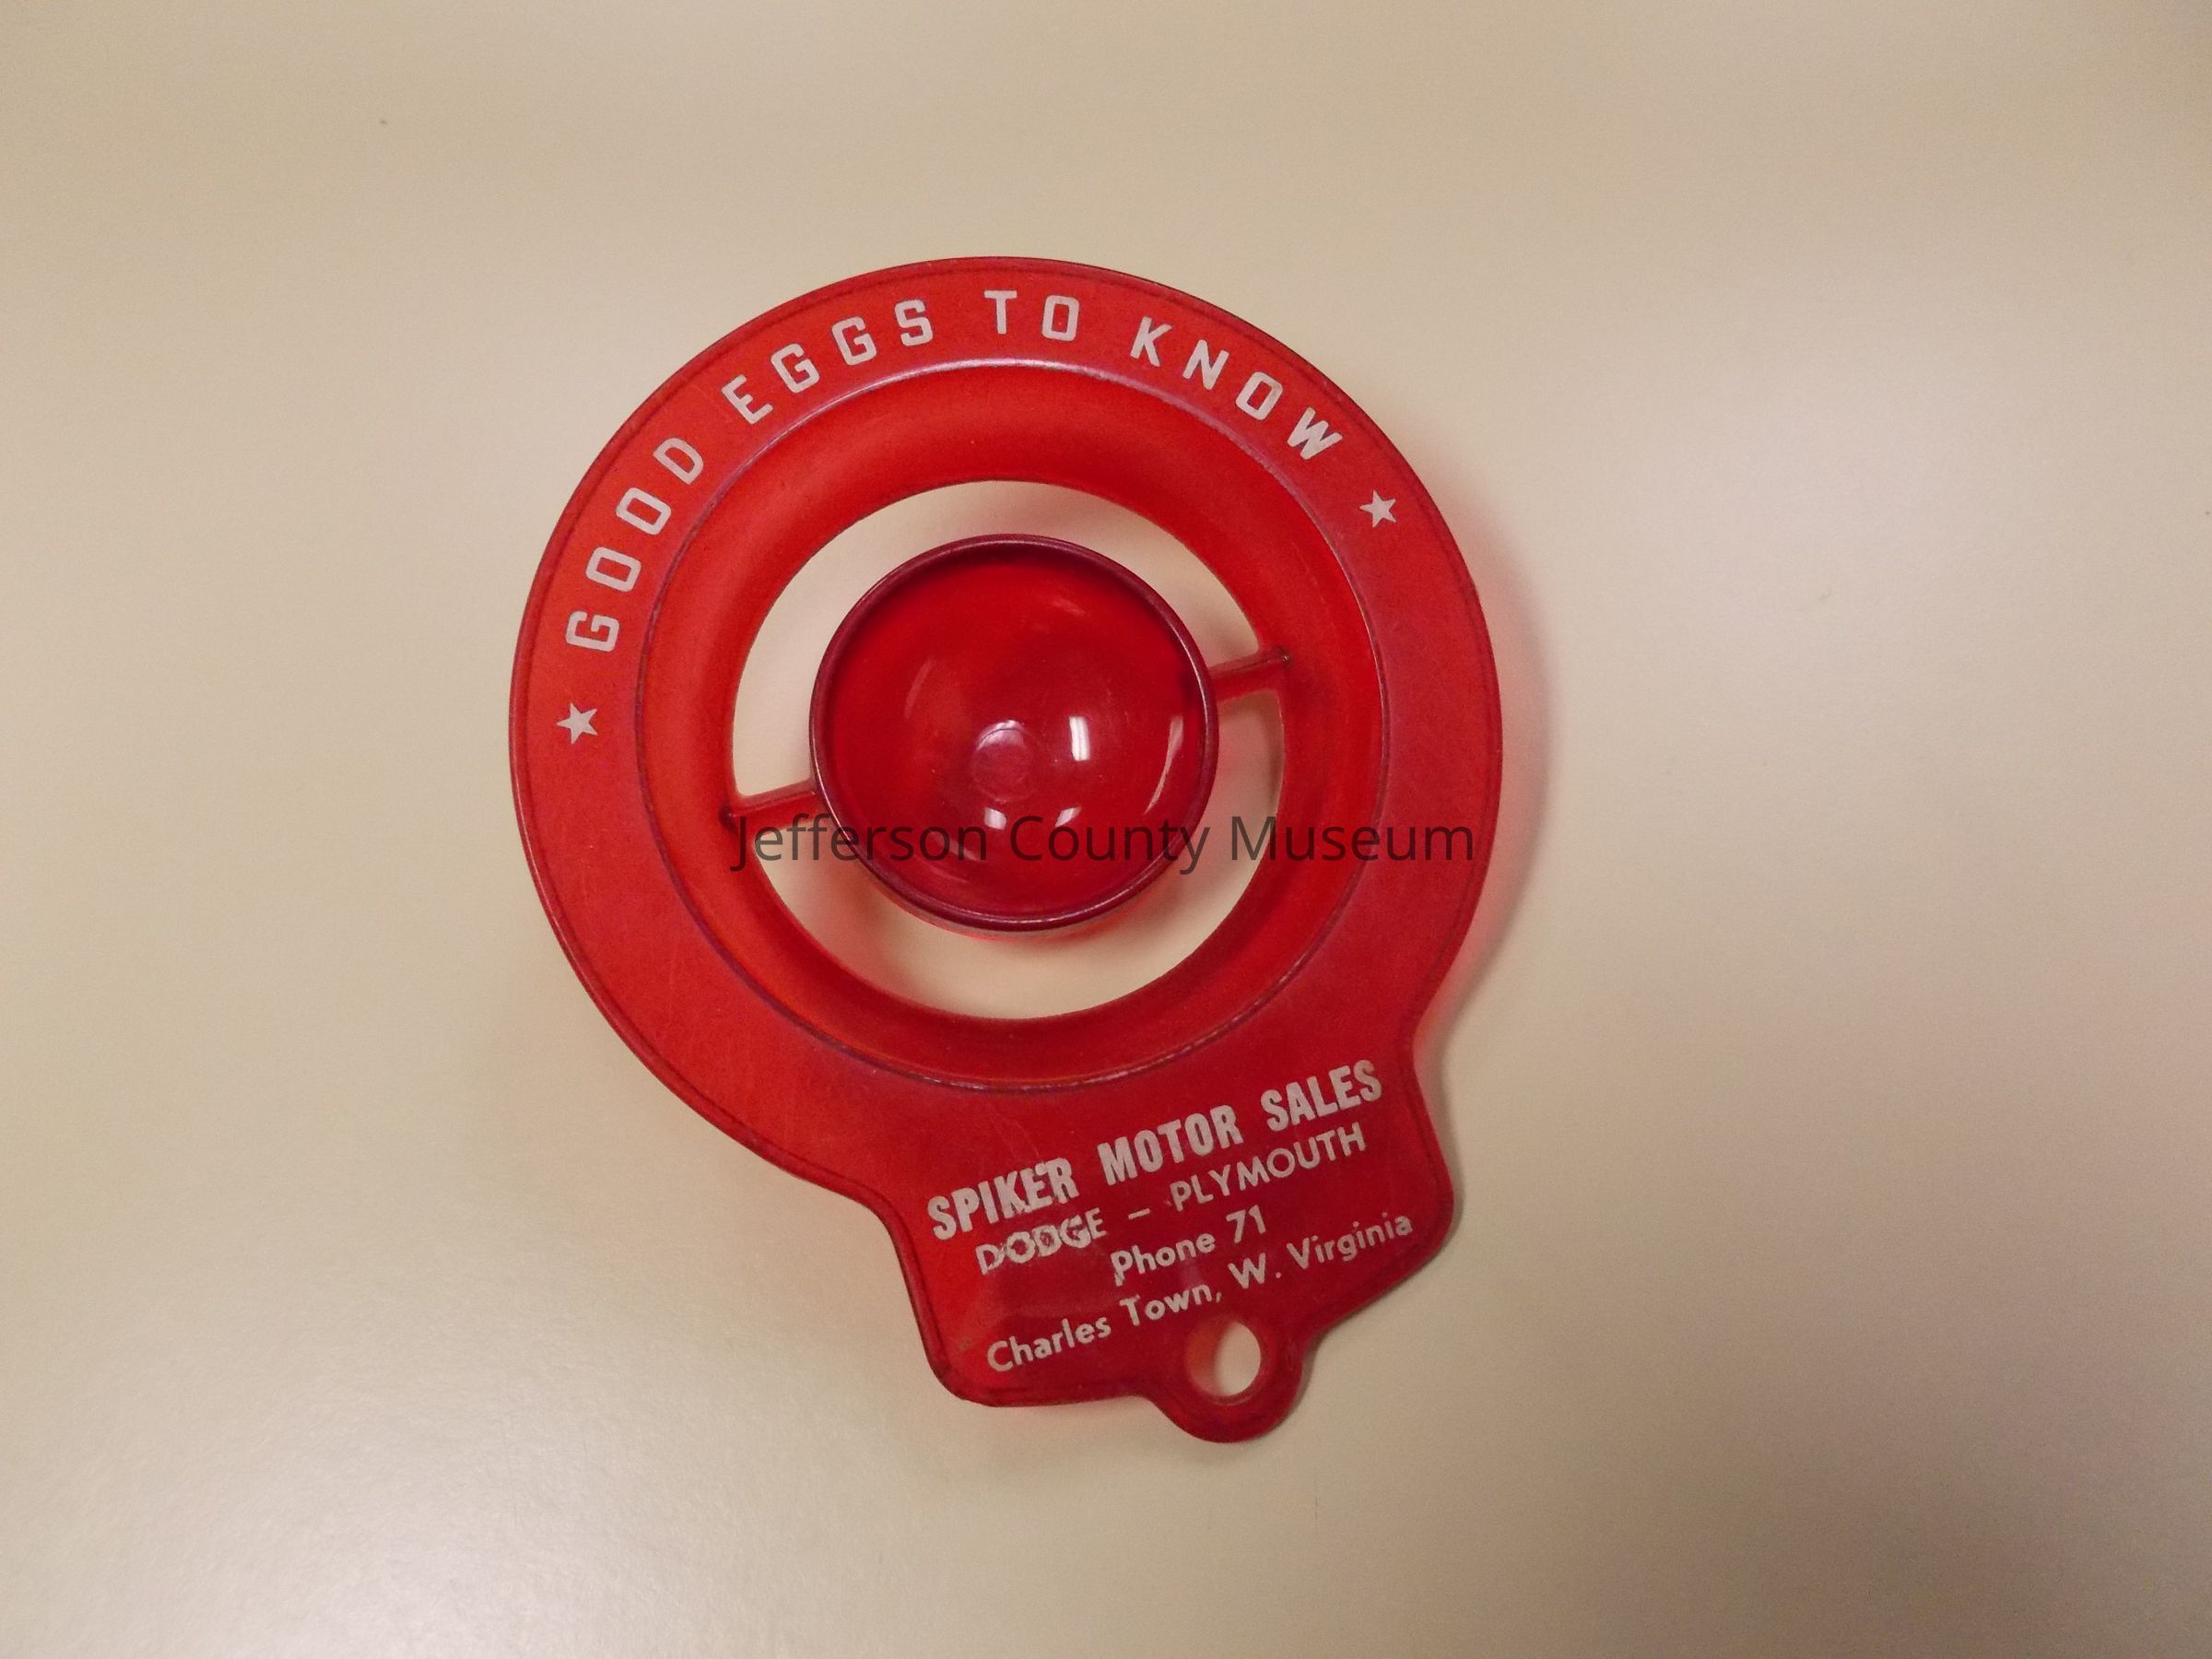 ★ GOOD EGGS TO KNOW ★
Jefferson County Museum
SPIKER MOTOR SALES
DODGE – PLYMOUTH
Phone 71
Charles Town, W. Virginia